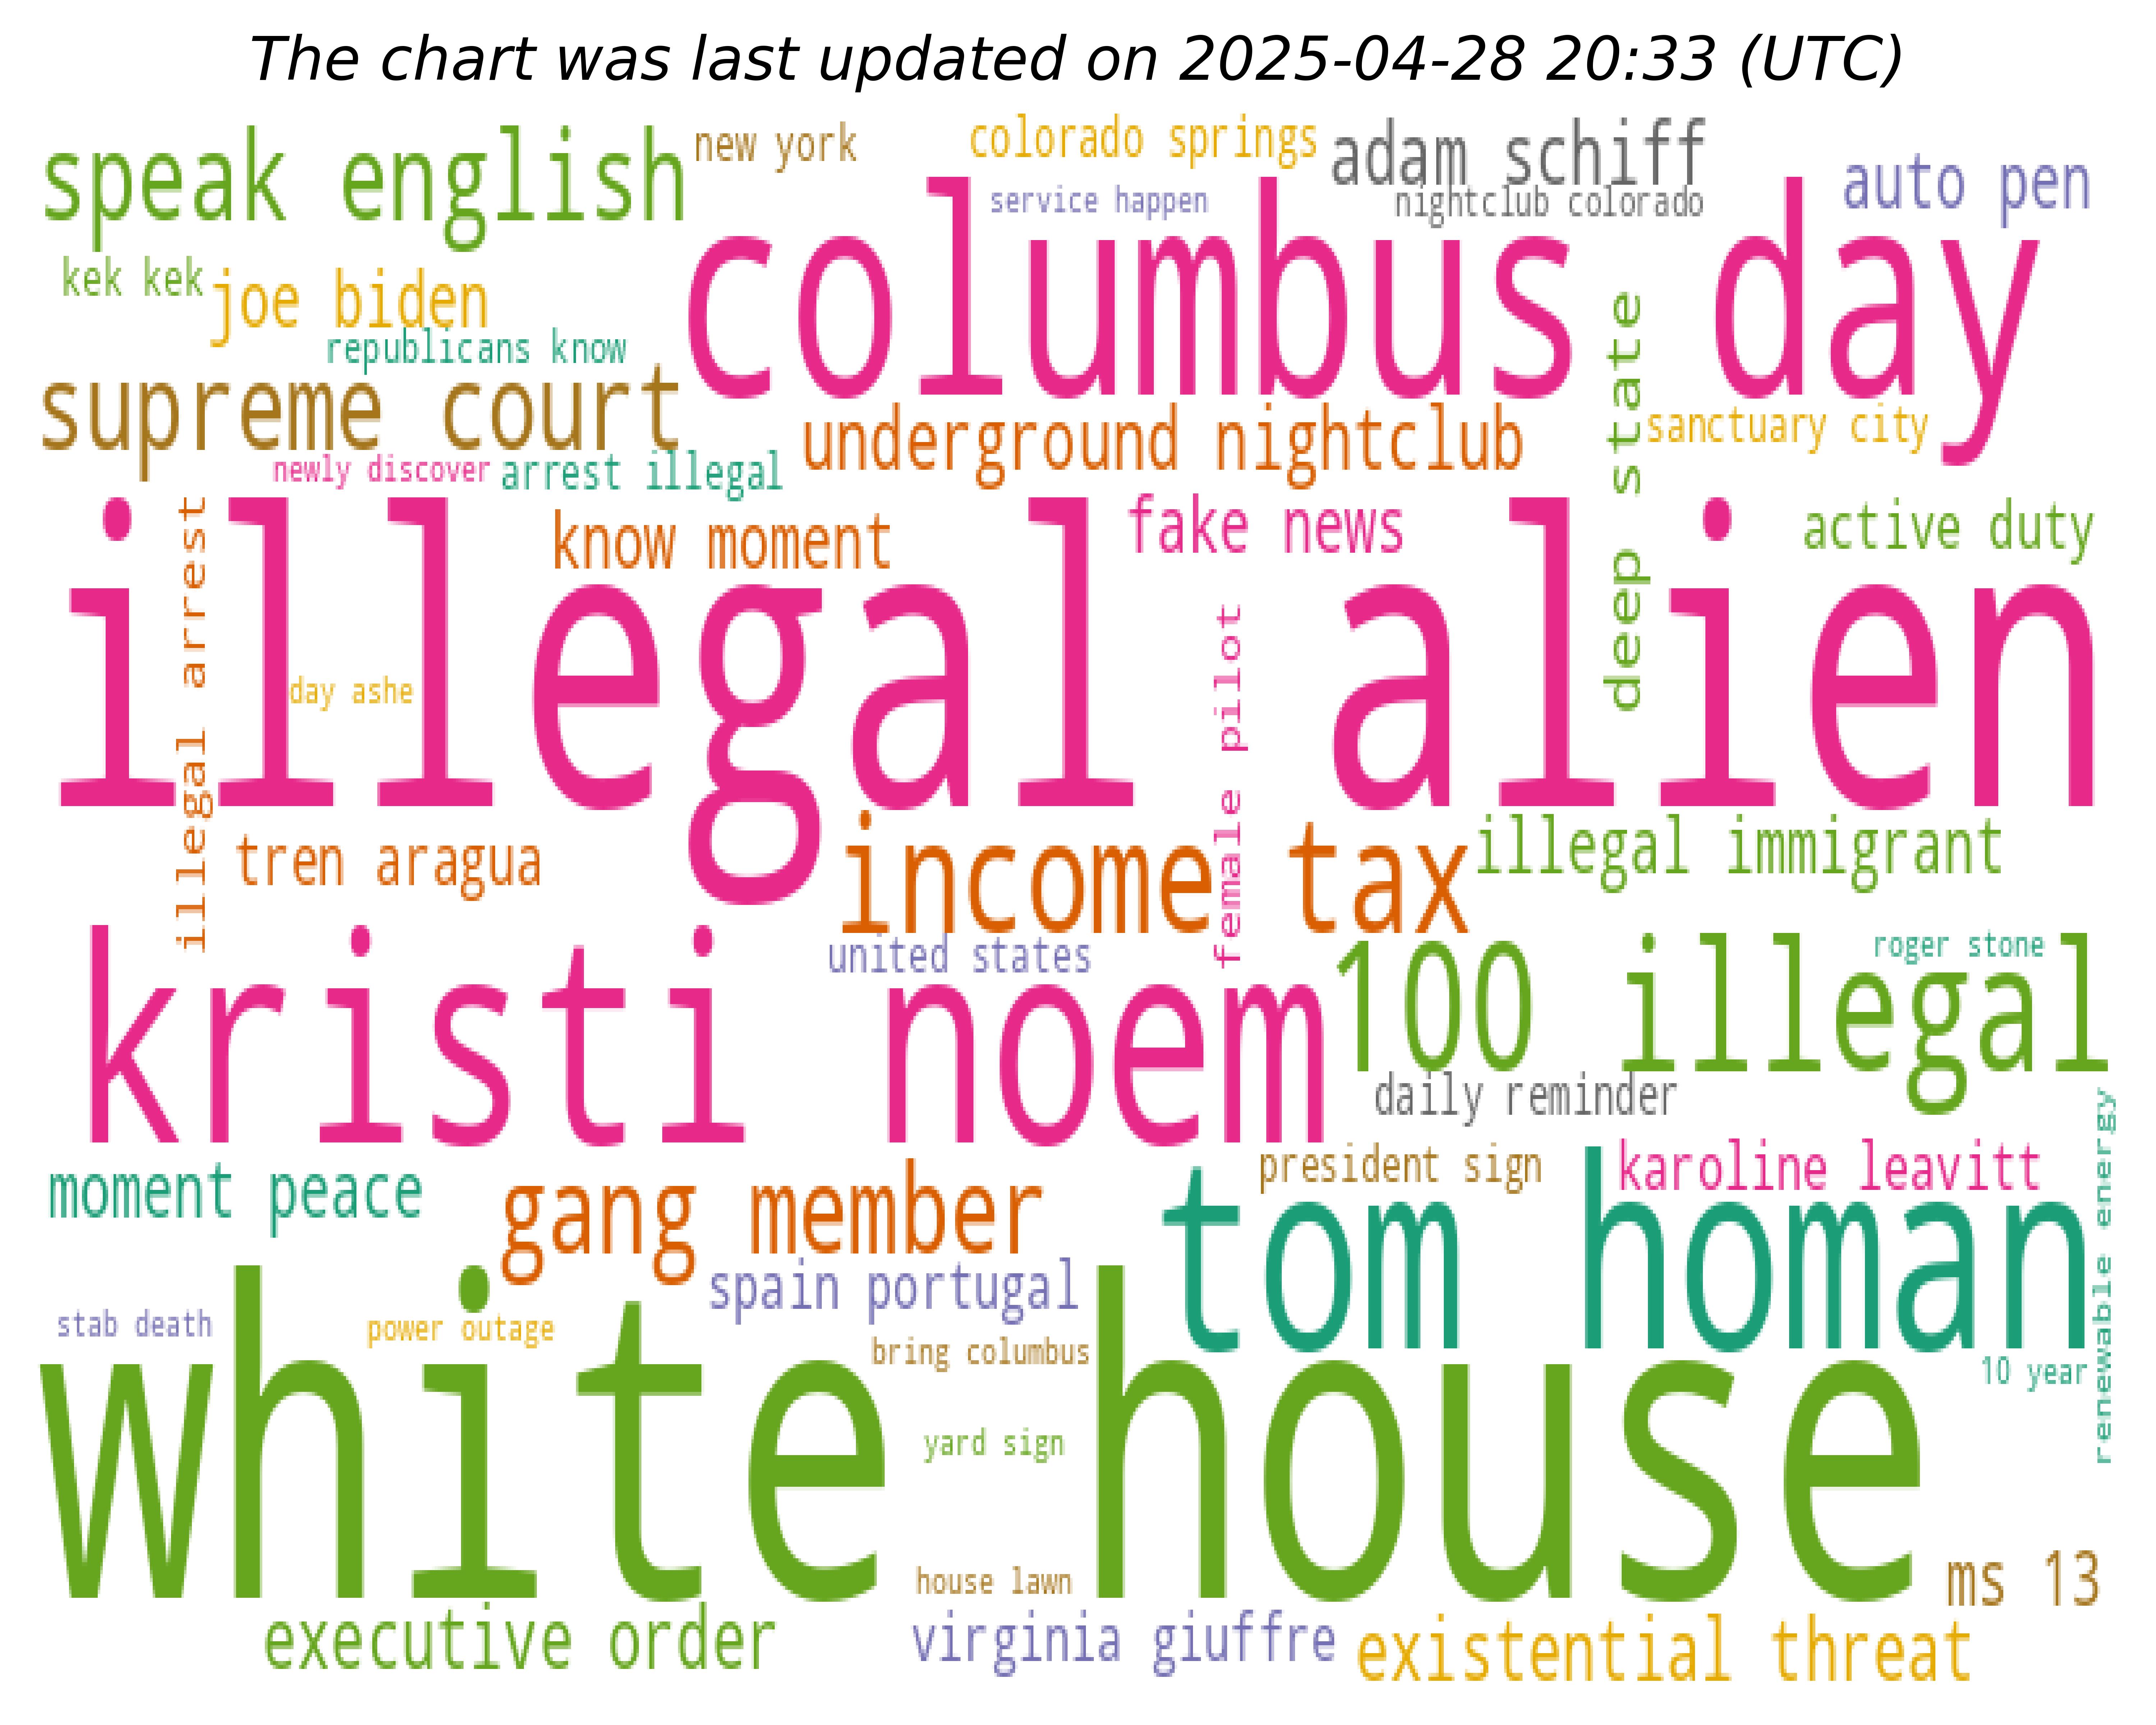 The chart was last updated on 2025-04-28 20:33 (UTC)
speak english
new york
colorado springs
adam schiff
auto pen
service happen
nightclub colorado
columbus day
kek kek
joe biden
republicans know
supreme court
deep state
underground nightclub
sanctuary city
newly discover
arrest illegal
illegal arrest
know moment
fake news
active duty
illegal alien
day ashe
female pilot
tren aragua
income tax
illegal immigrant
kristi noem
united states
100 illegal
roger stone
daily reminder
renewable energy
moment peace
gang member
president sign
karoline leavitt
tom homan
spain portugal
stab death
power outage
bring columbus
10 year
white house
yard sign
house lawn
ms 13
executive order
virginia giuffre
existential threat